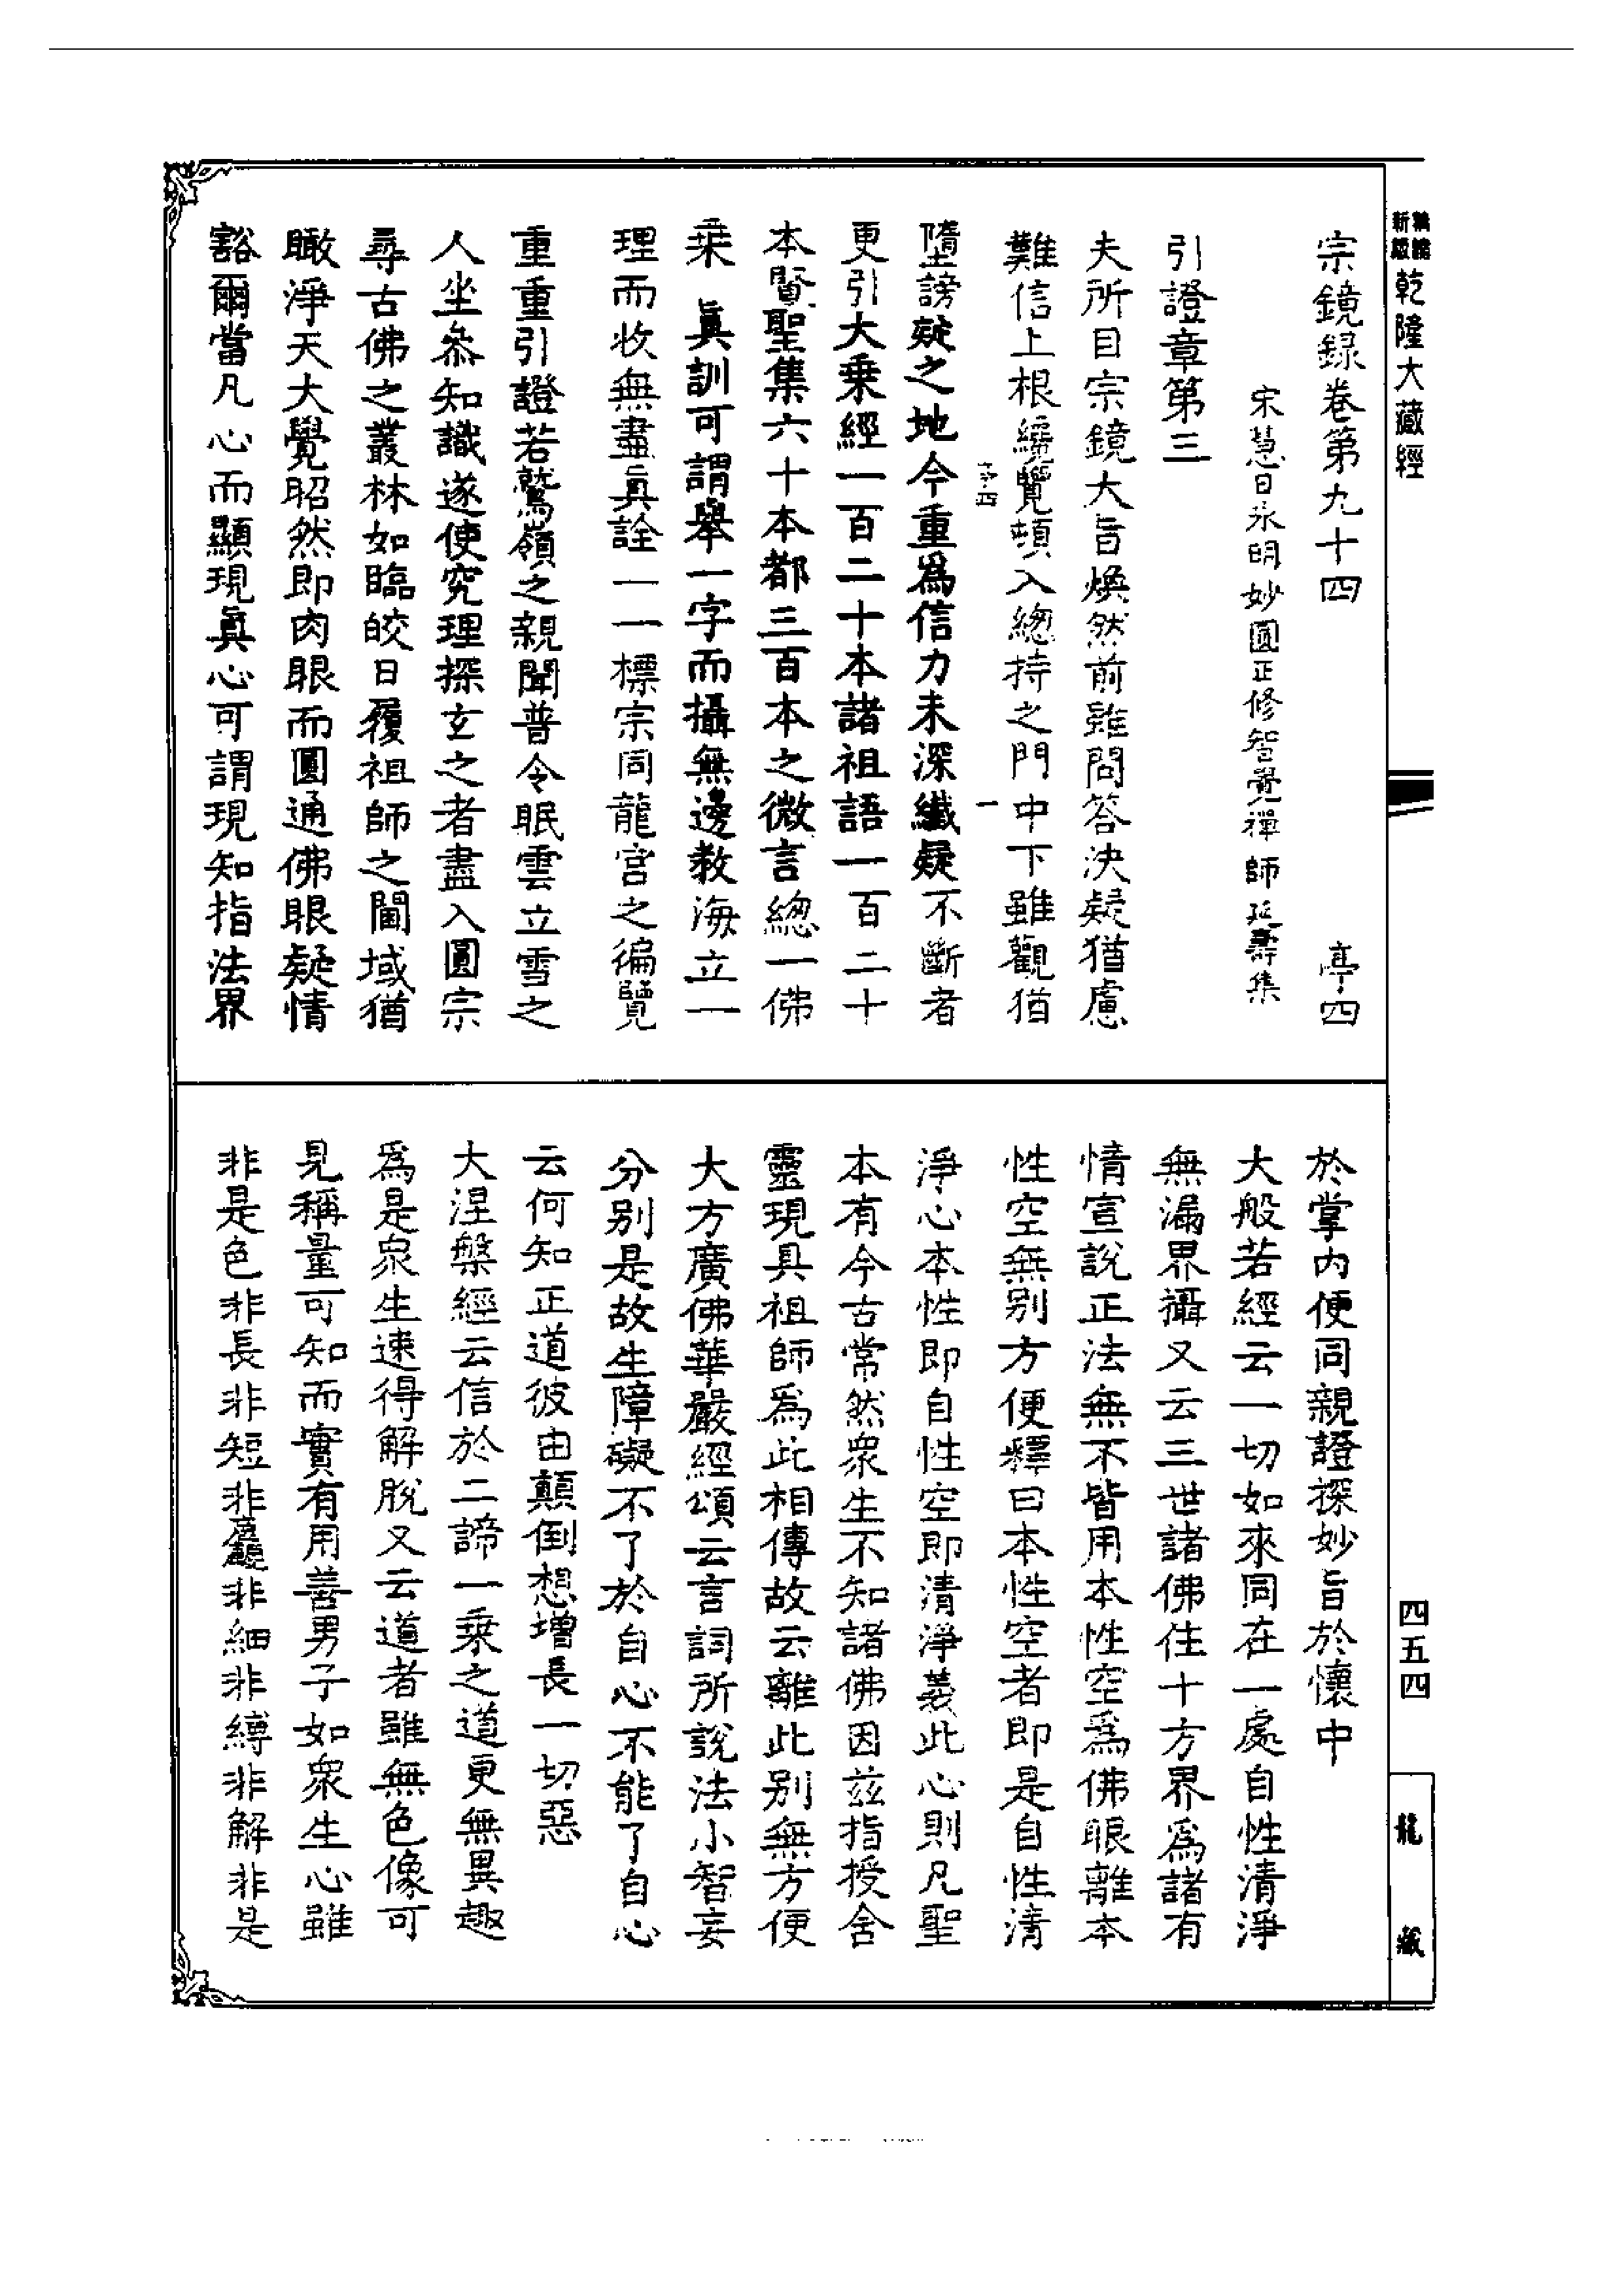 乾隆大藏經
宗鏡録卷第九十四 亭四
宋慧日永明妙圓正修智覺禪師延壽集
引證章第三
夫所目宗鏡大旨煥然前雖問答決疑猶慮
難信上根纔覽頓入總持之門中下雖觀猶
亭四 一
墮謗疑之地今重爲信力未深纖疑不斷者
更引大乗經一百二十本諸祖語一百二十
本賢聖集六十本都三百本之微言總一佛
乗眞訓可謂舉一字而攝無邊教海立一
理而收無盡眞詮一一標宗同龍宮之徧覽
重重引證若鷲嶺之親聞普令眠雲立雪之
人坐叅知識遂使究理探玄之者盡入圓宗
尋古佛之叢林如臨皎日履祖師之閫域猶
瞰淨天大覺昭然即肉眼而圓通佛眼疑情
豁爾當凡心而顯現眞心可謂現知指法界
於掌内便同親證探妙旨於懷中
大般若經云一切如來同在一處自性清淨
無漏界攝又云三世諸佛住十方界爲諸有
情宣說正法無不皆用本性空爲佛眼離本
性空無别方便釋曰本性空者即是自性清
淨心本性即自性空即清淨義此心則凡聖
本有今古常然衆生不知諸佛因茲指授舍
靈現具祖師爲此相傳故云離此别無方便
大方廣佛華嚴經頌云言詞所說法小智妄
分别是故生障礙不了於自心不能了自心
云何知正道彼由顛倒想增長一切惡
大涅槃經云信於二諦一乗之道更無異趣
爲是衆生速得解脫又云道者雖無色像可
見稱量可知而實有用善男子如衆生心雖
非是色非長非短非麤非細非縛非解非是
四五四
龍藏